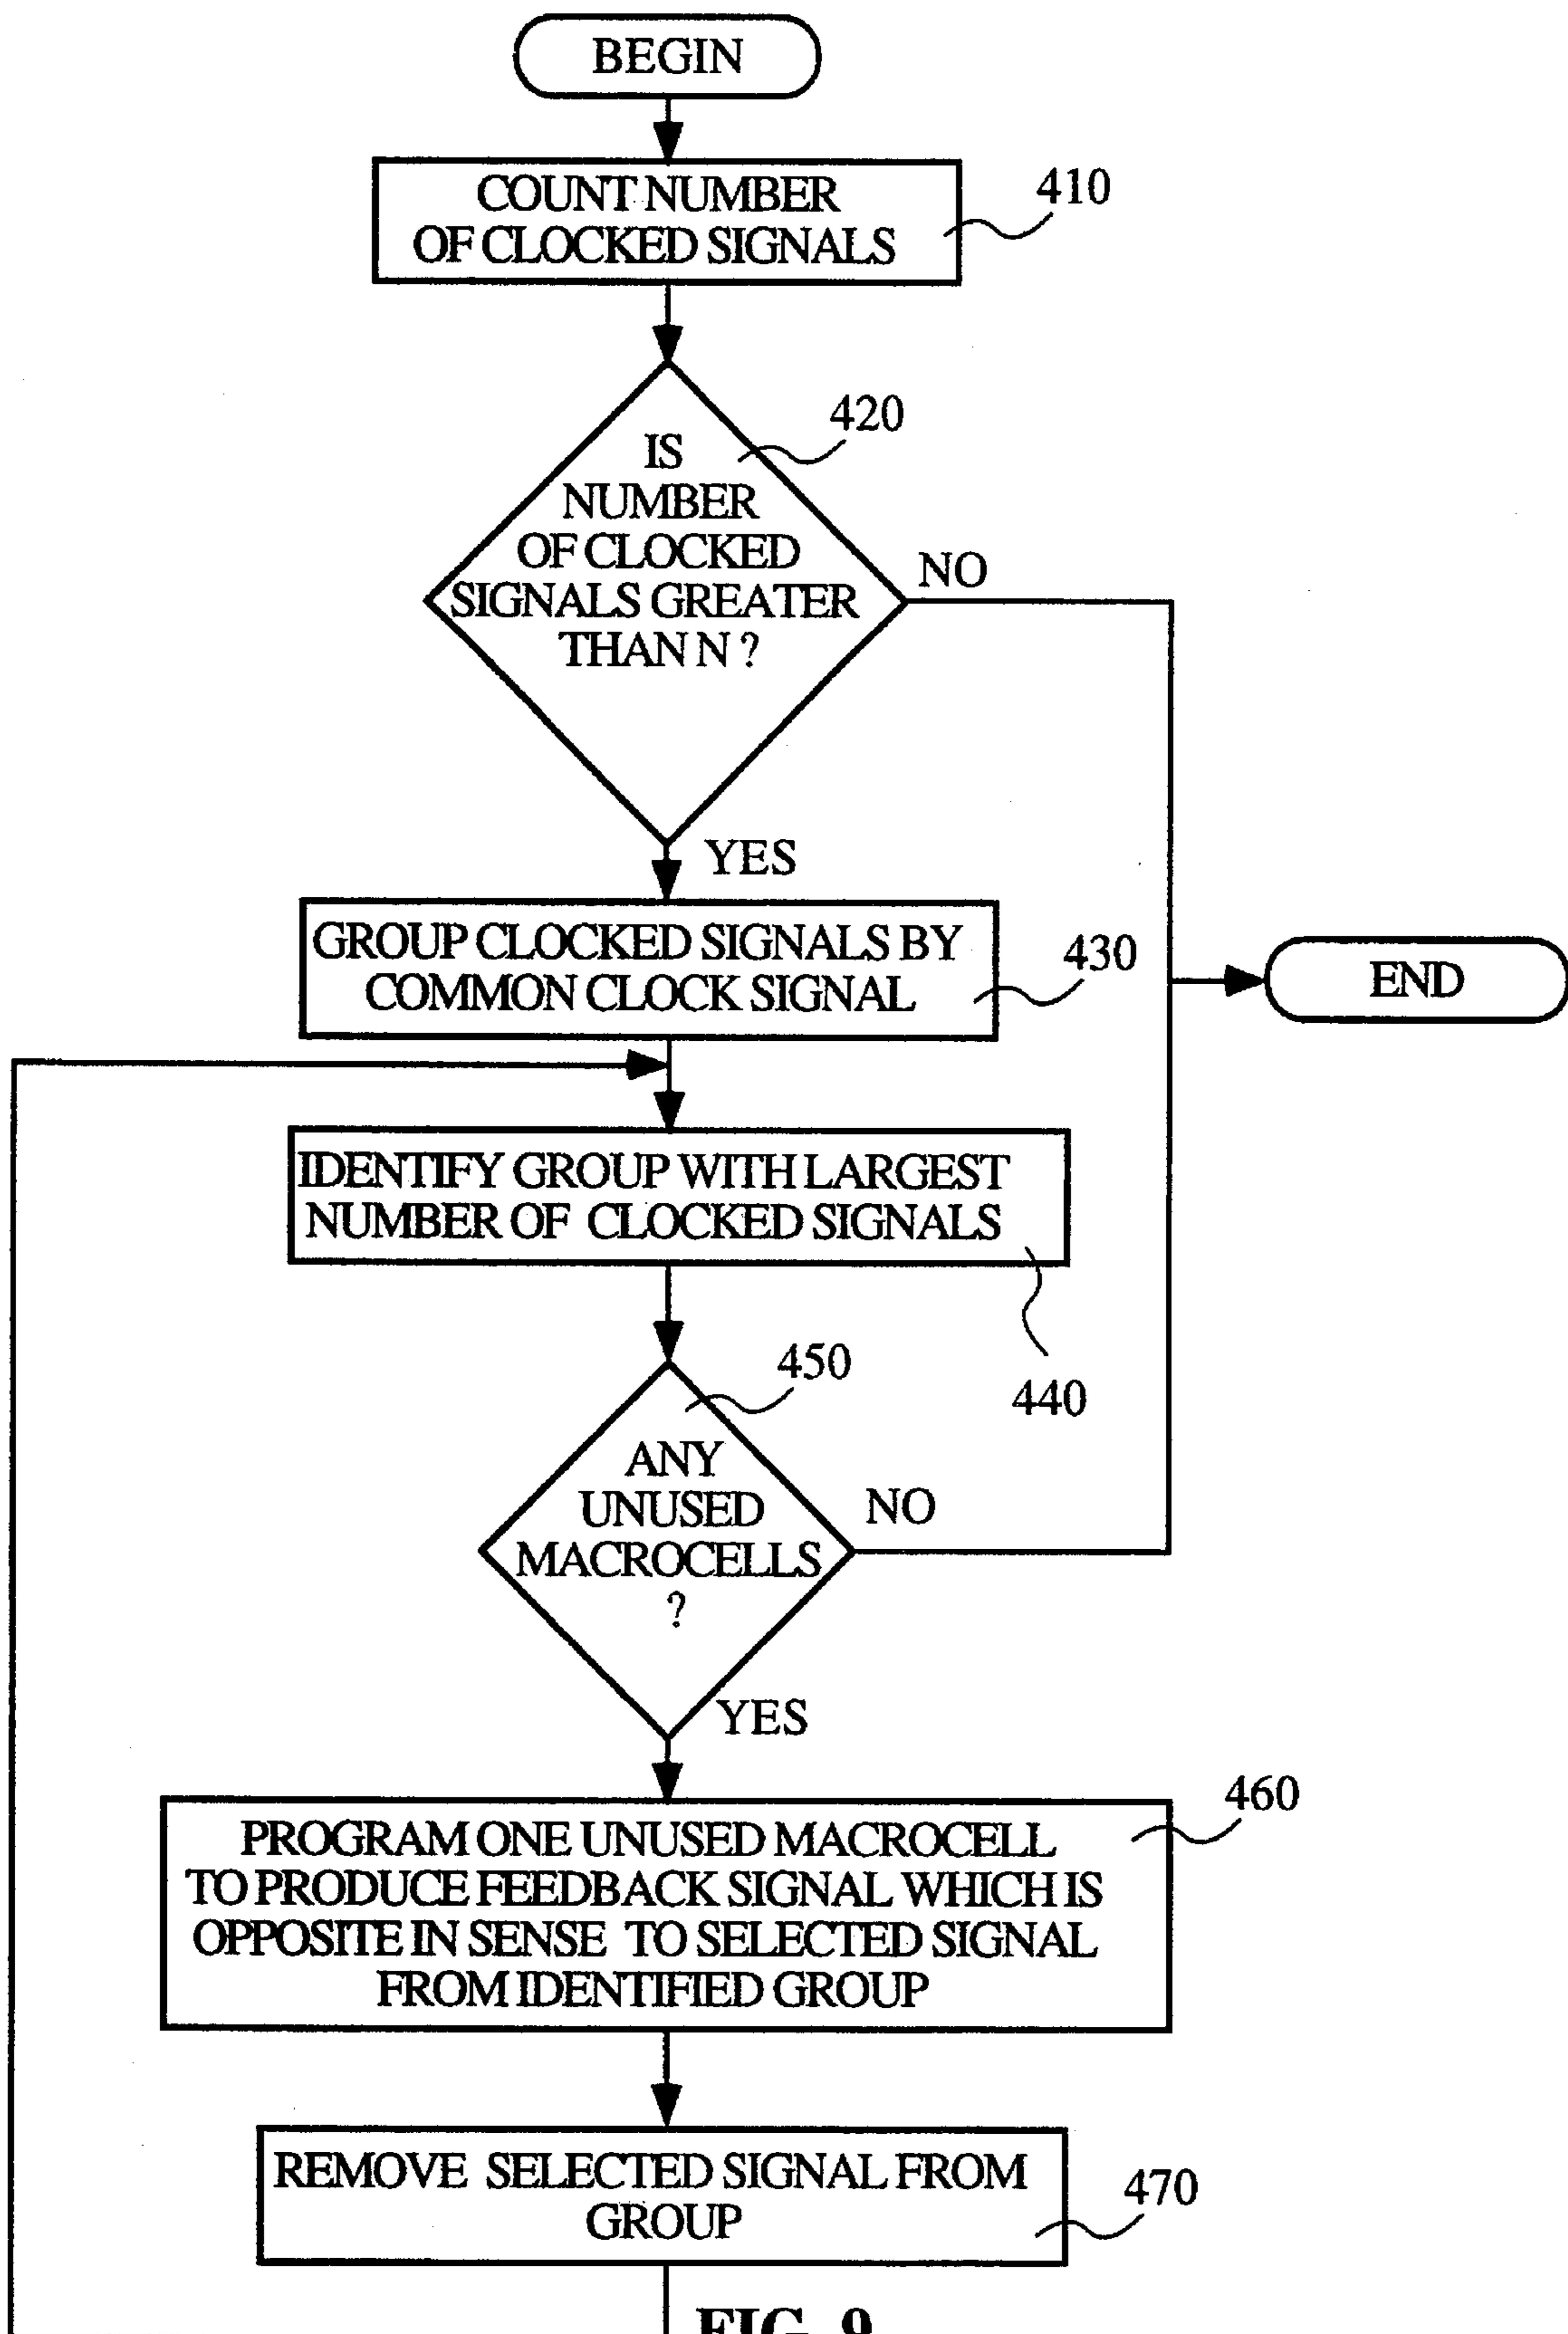 BEGIN
COUNT NUMBER
OF CLOCKED SIGNALS
410
420
IS
NUMBER
OF CLOCKED
SIGNALS GREATER
THAN N ?
NO
YES
GROUP CLOCKED SIGNALS BY
COMMON CLOCK SIGNAL
430
END
IDENTIFY GROUP WITH LARGEST
NUMBER OF CLOCKED SIGNALS
440
450
ANY
UNUSED
MACROCELLS
?
NO
YES
460
PROGRAM ONE UNUSED MACROCELL
TO PRODUCE FEEDBACK SIGNAL WHICH IS
OPPOSITE IN SENSE TO SELECTED SIGNAL
FROM IDENTIFIED GROUP
REMOVE SELECTED SIGNAL FROM
GROUP
470
FIG. 9